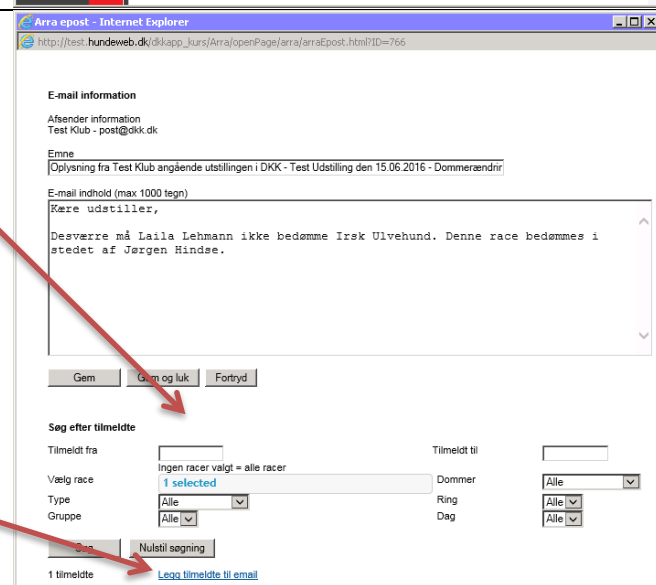 Arra epost - Internet Explorer
http://test.hundeweb.dk/dkkapp_kurs/Arra/openPage/arra/arraEpost.html?ID=766
E-mail information
Afsender information
Test Klub - post@dkk.dk
Emne
Oplysning fra Test Klub angående utstillingen i DKK - Test Udstilling den 15.06.2016 - Dommerændrir
E-mail indhold (max 1000 tegn)
Kære udstiller,
Desværre må Laila Lehmann ikke bedømme Irsk Ulvehund. Denne race bedømmes i
stedet af Jørgen Hindse.
Gem Gem og luk Fortryd
Søg efter tilmeldte
Tilmeldt fra Tilmeldt til
Ingen racer valgt = alle racer
Vælg race 1 selected Dommer Alle
Type Alle Ring Alle
Gruppe Alle Dag Alle
Nulstil søgning
1 tilmeldte Legg tilmeldte til email